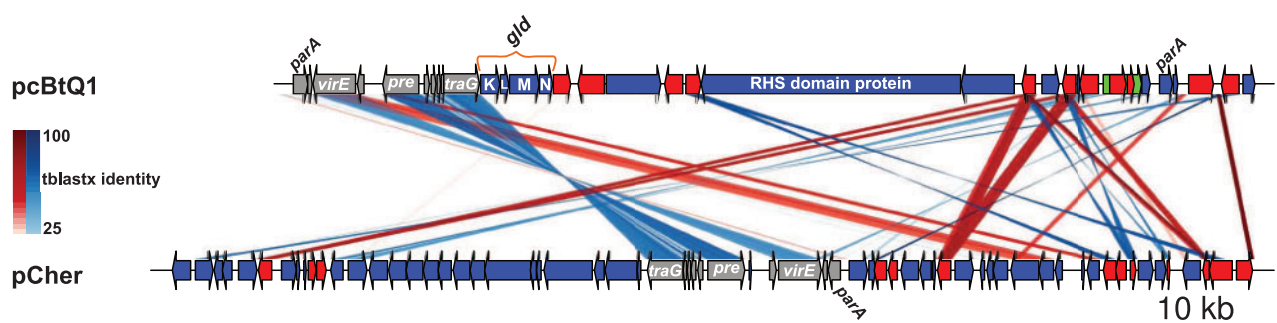 gld
parA
parA
pcBtQ1
virE
pre
traG
K
L
M
N
RHS domain protein
100
tblastx identity
25
pCher
traG
pre
virE
parA
10 kb